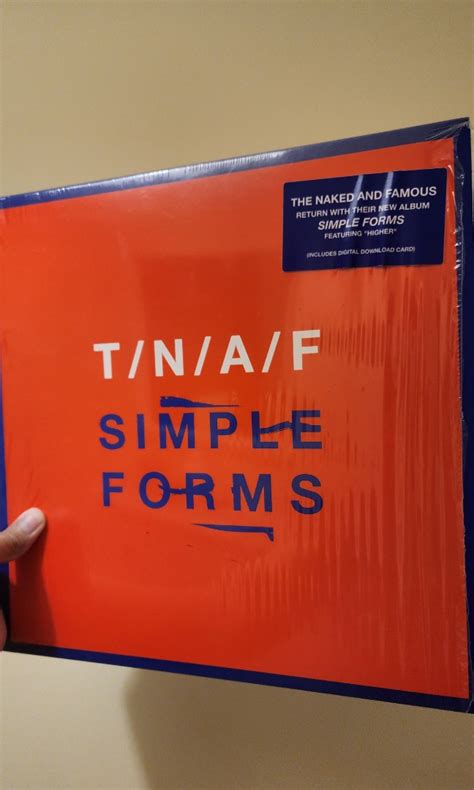 THE NAKED AND FAMOUS
RETURN WITH THEIR NEW ALBUM
SIMPLE FORMS
FEATURING "HIGHER"
(INCLUDES DIGITAL DOWNLOAD CARD)
T/N/A/F
SIMPLE
FORMS